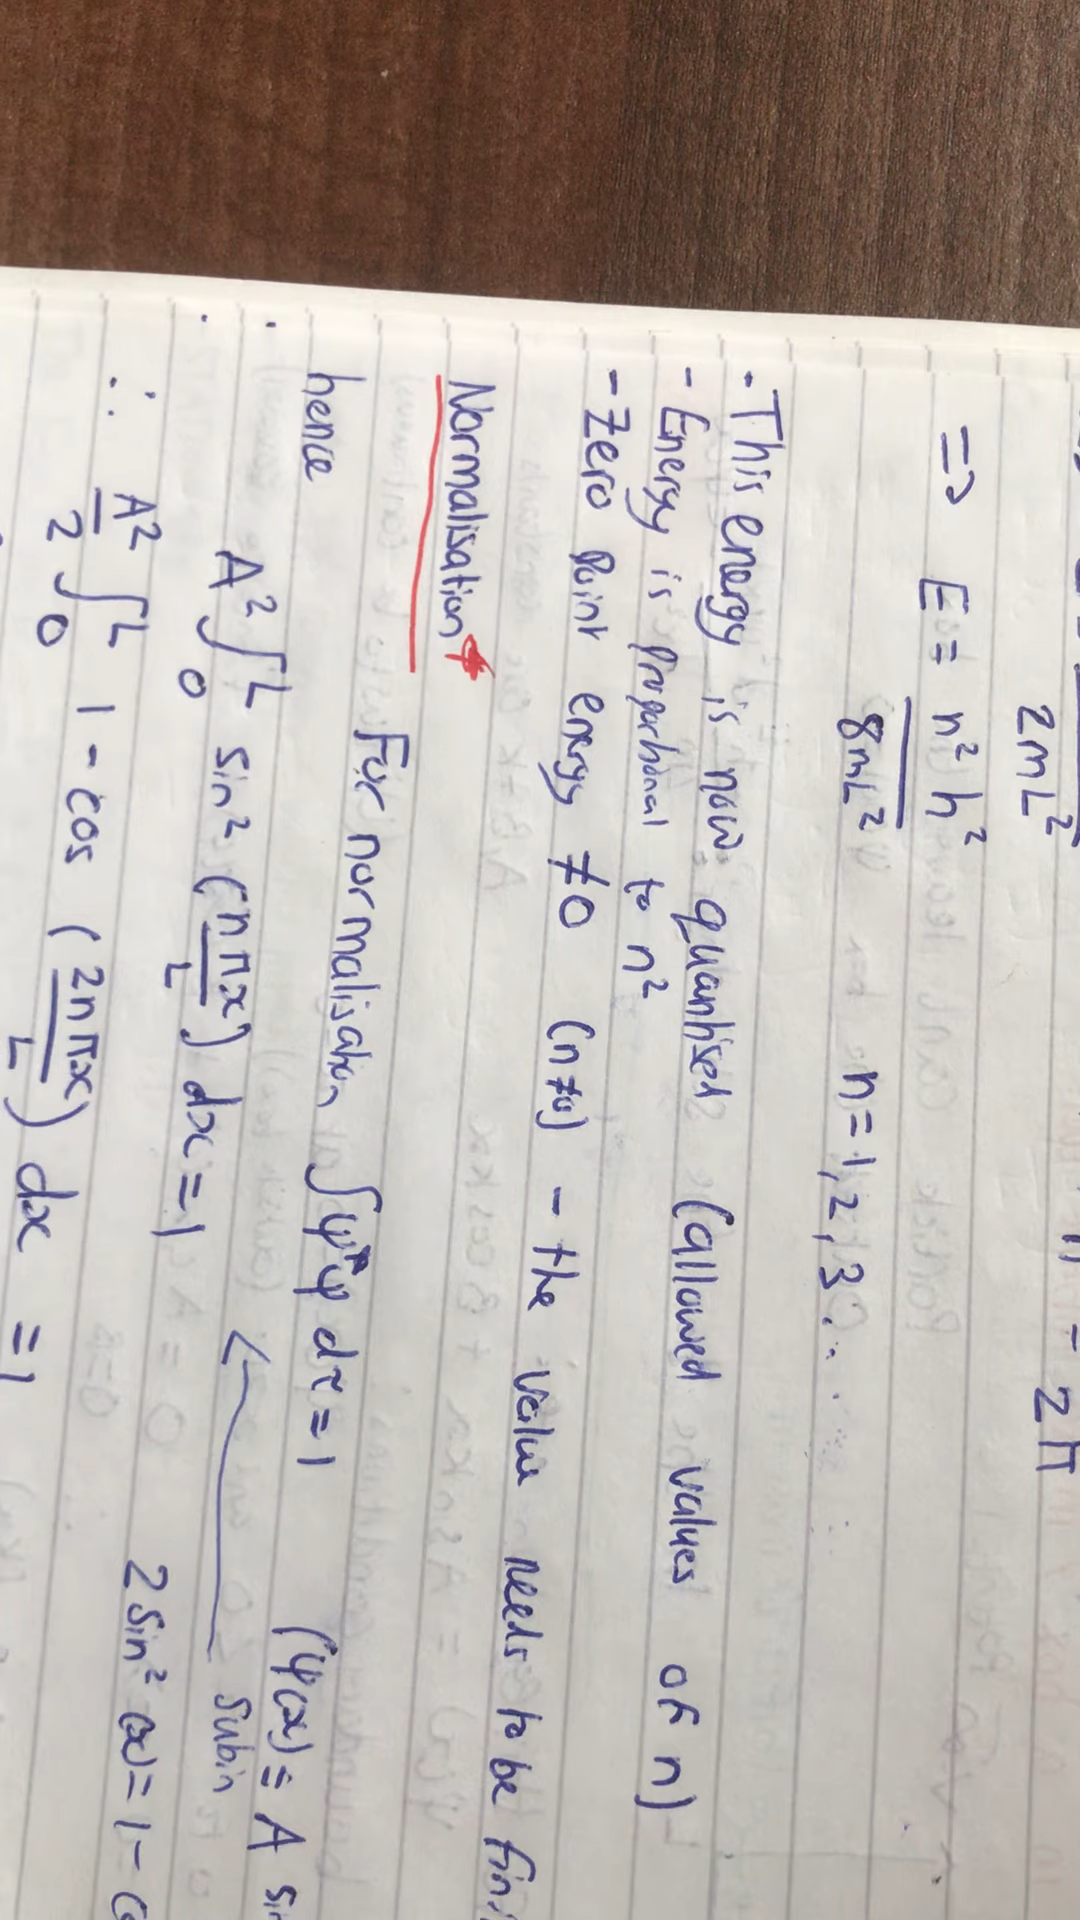 2mL² 2π
=> E = n²h²
8mL² n=1,2,3...
- This energy is now quantised (allowed values of n)
- Energy is proportional to n²
- Zero point energy ≠0 (n≠0) - the value needs to be
Normalisation
For normalisation ∫ψ*ψ dτ = 1 (ψ(x) = A
hence A² ∫₀ᴸ sin² (nπx/L) dx = 1 subin
2 sin² (x) = 1 -
∴ A²/2 ∫₀ᴸ 1 - cos (2nπx/L) dx = 1